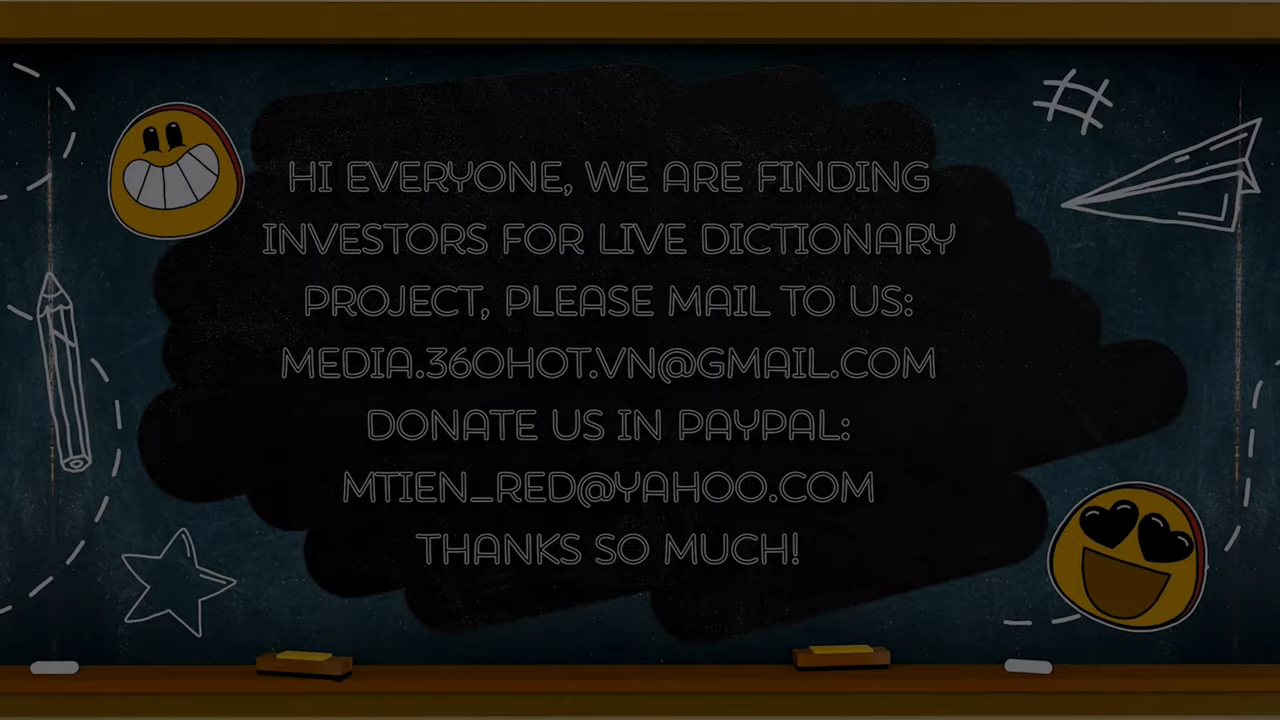 HI EVERYONE, WE ARE FINDING
INVESTORS FOR LIVE DICTIONARY
PROJECT, PLEASE MAIL TO US:
MEDIA.360HOT.VN@GMAIL.COM
DONATE US IN PAYPAL:
MTIEN_RED@YAHOO.COM
THANKS SO MUCH!